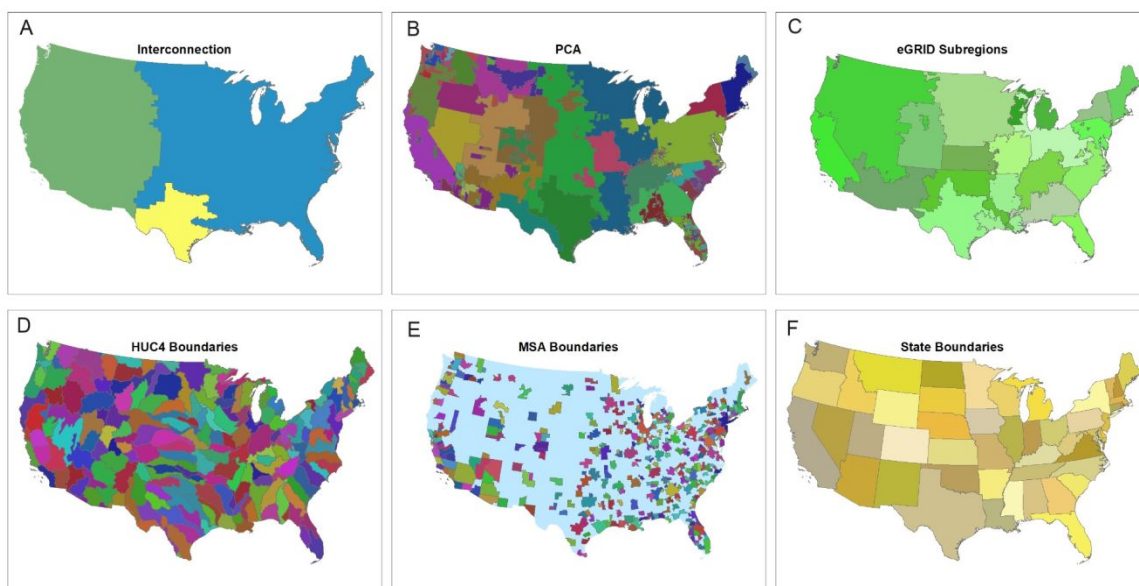 A
Interconnection
B
PCA
C
eGRID Subregions
D
HUC4 Boundaries
E
MSA Boundaries
F
State Boundaries